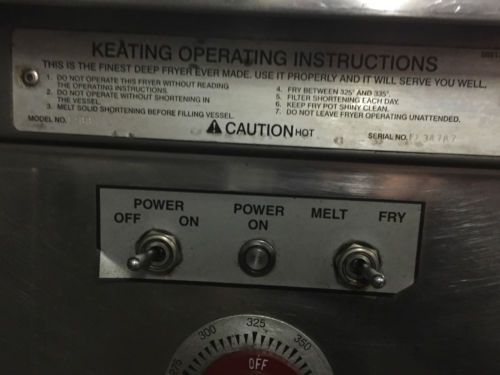 KEATING OPERATING INSTRUCTIONS
THIS IS THE FINEST DEEP FRYER EVER MADE. USE IT PROPERLY AND IT WILL SERVE YOU WELL.
1. DO NOT OPERATE THIS FRYER WITHOUT READING
THE OPERATING INSTRUCTIONS.
2. DO NOT OPERATE WITHOUT SHORTENING IN
THE VESSEL.
3. MELT SOLID SHORTENING BEFORE FILLING VESSEL.
4. FRY BETWEEN 325° AND 335°.
5. FILTER SHORTENING EACH DAY.
6. KEEP FRY POT SHINY CLEAN.
7. DO NOT LEAVE FRYER OPERATING UNATTENDED.
MODEL NO.
CAUTION HOT
SERIAL NO.
POWER
OFF ON
POWER
ON
MELT FRY
275 300 325 350
OFF